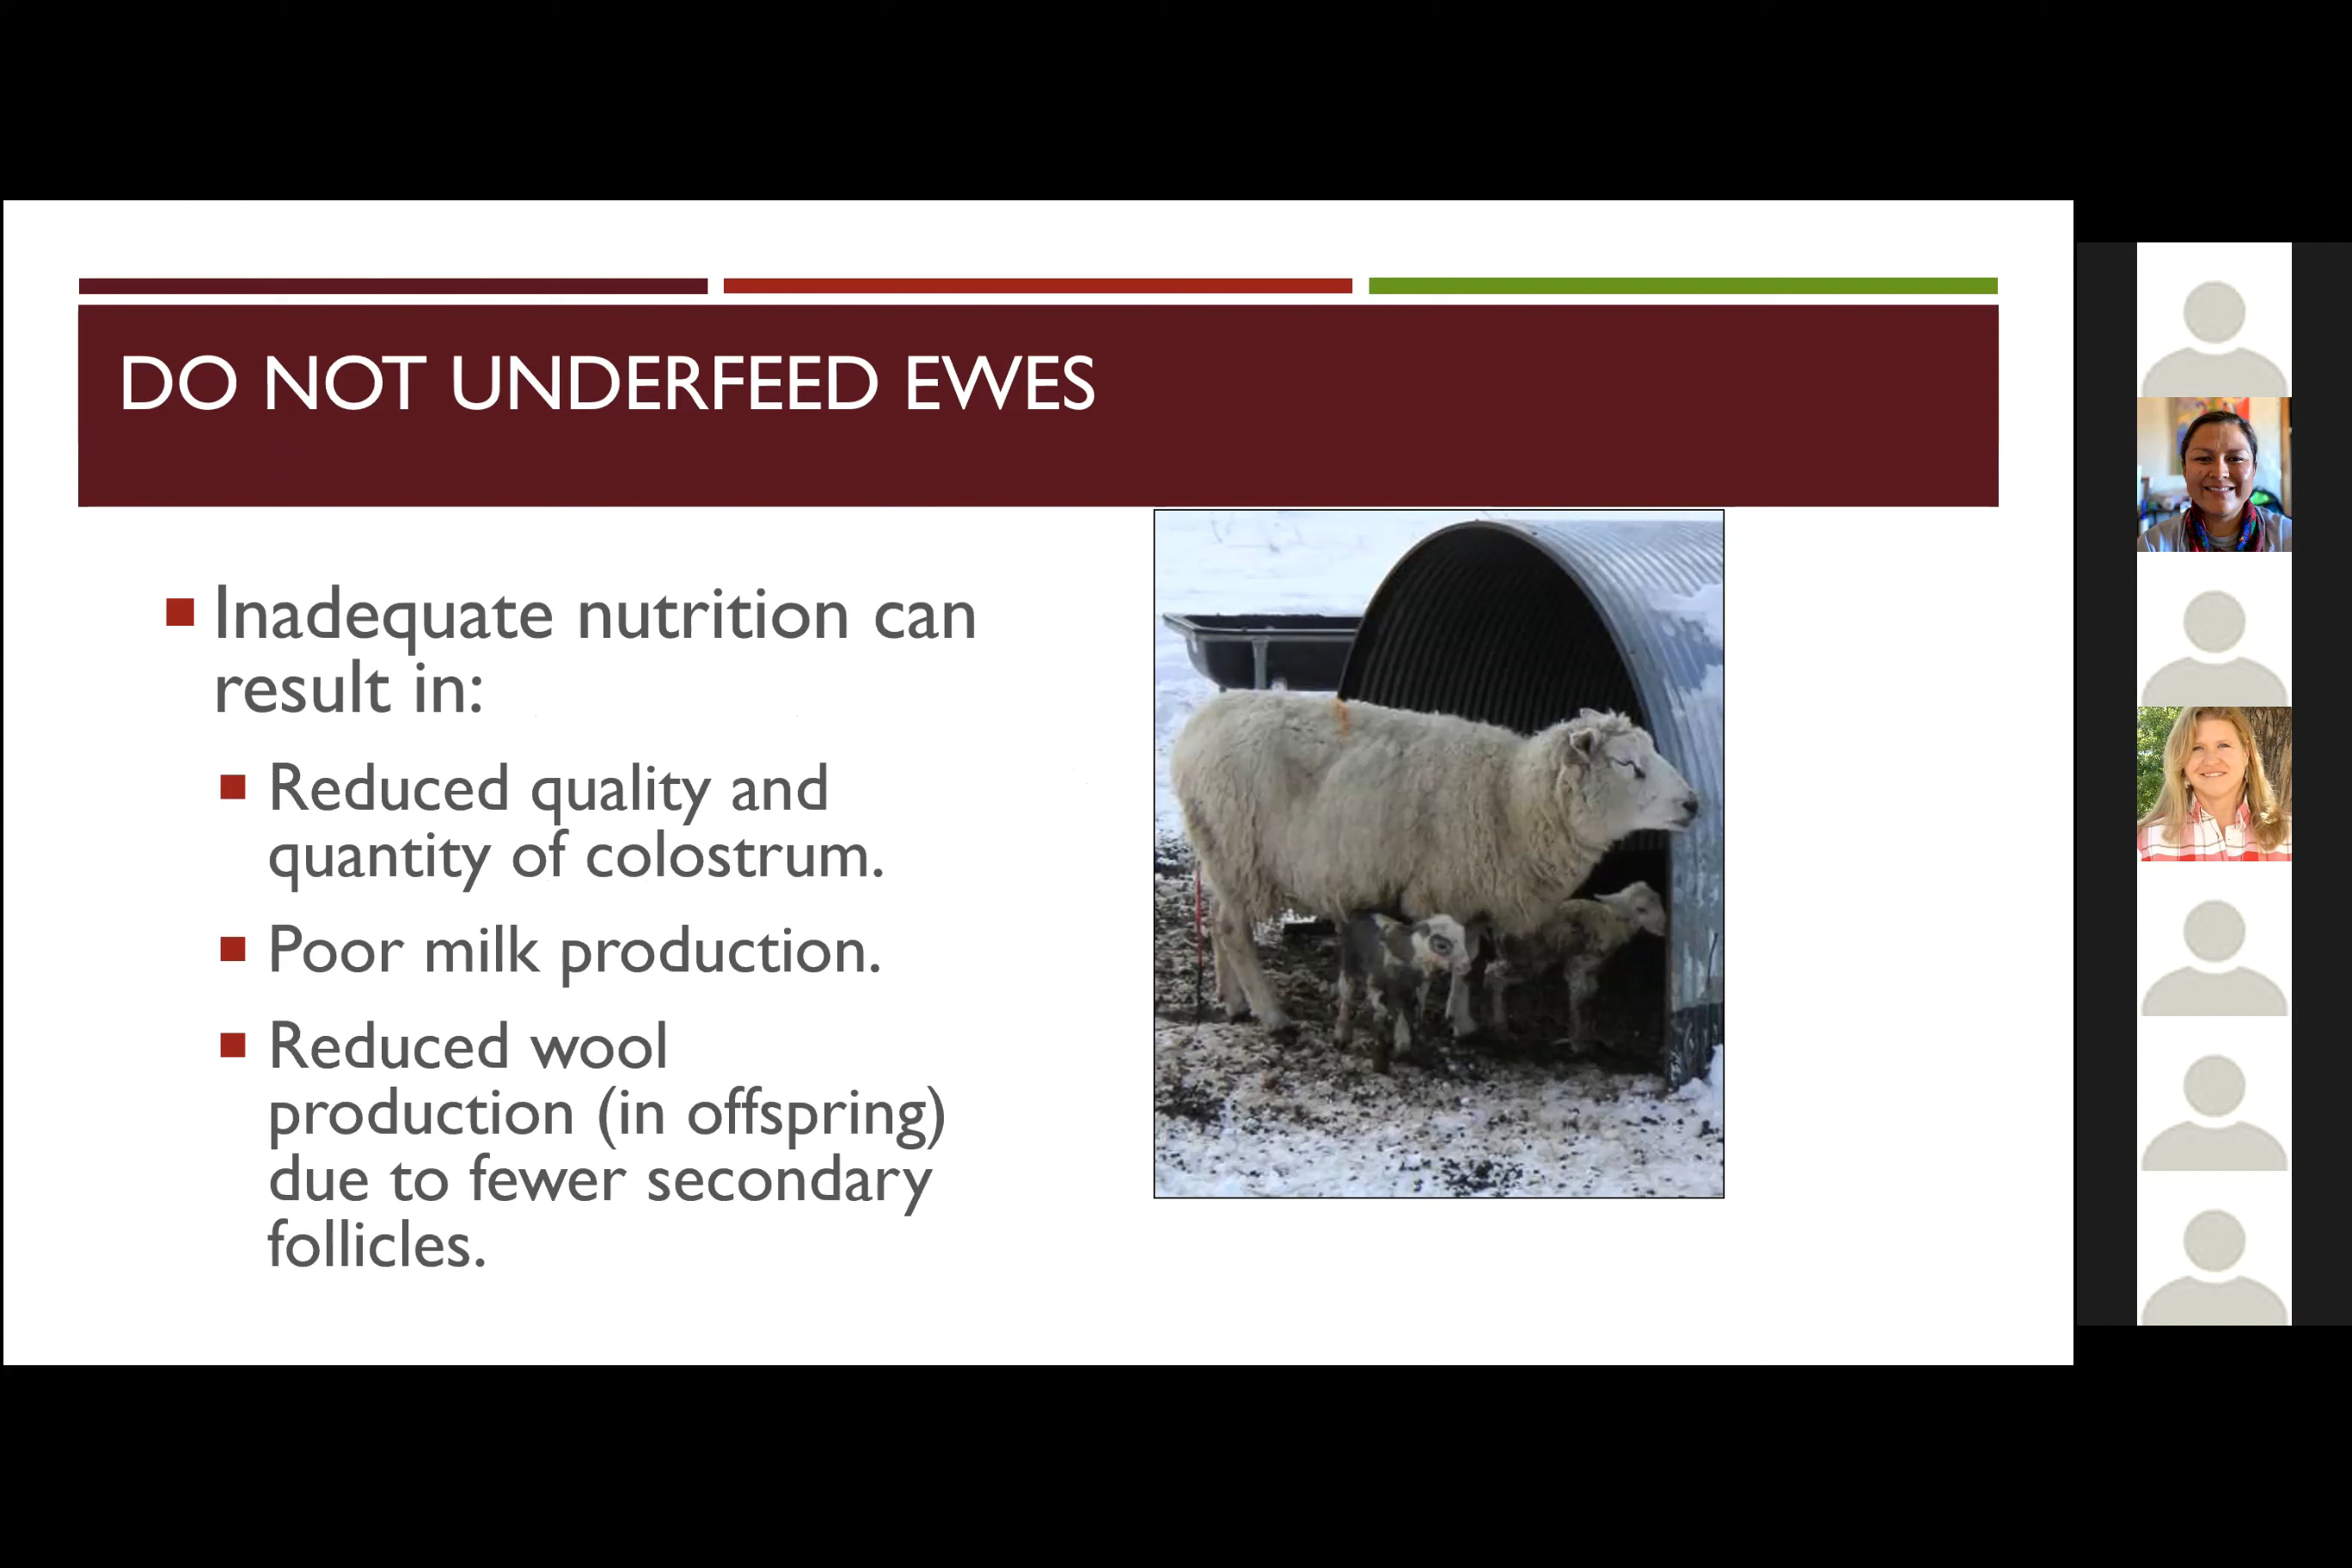 DO NOT UNDERFEED EWES
Inadequate nutrition can
result in:
Reduced quality and
quantity of colostrum.
Poor milk production.
Reduced wool
production (in offspring)
due to fewer secondary
follicles.